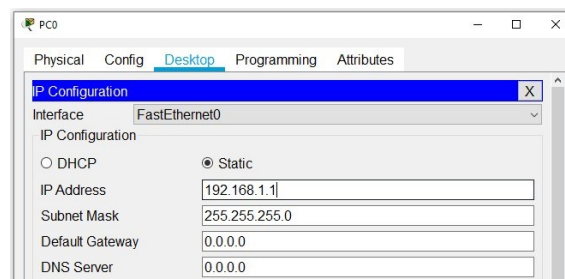 PC0
Physical Config Desktop Programming Attributes
IP Configuration X
Interface FastEthernet0
IP Configuration
DHCP Static
IP Address 192.168.1.1
Subnet Mask 255.255.255.0
Default Gateway 0.0.0.0
DNS Server 0.0.0.0